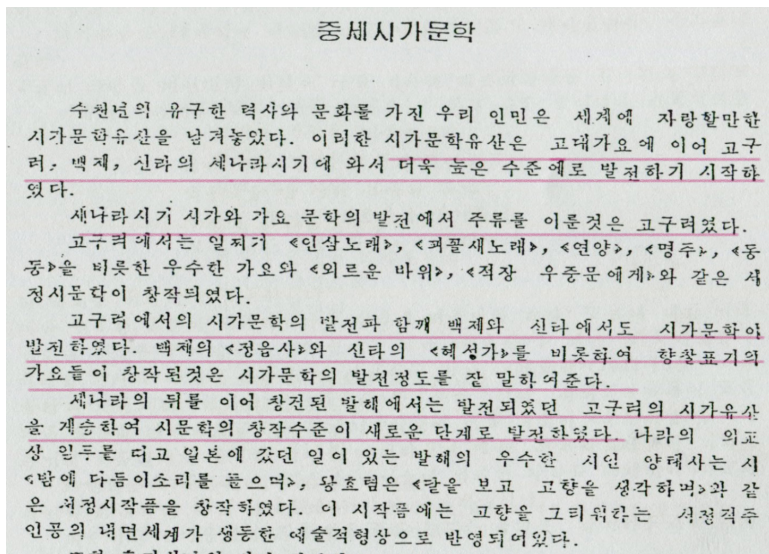 중세시가문학
수천년의 유구한 력사와 문화를 가진 우리 인민은 세계에 자랑할만한
시가문학유산을 남겨놓았다. 이러한 시가문학유산은 고대가요에 이어 고구
려, 백제, 신라의 세나라시기에 와서 더욱 높은 수준에로 발전하기 시작하
였다.
세나라시기 시가와 가요 문학의 발전에서 주류를 이룬것은 고구려였다.
고구려에서는 일찌기 《인삼노래》, 《꾀꼴새노래》, 《연양》, 《명주》, 《동
동》을 비롯한 우수한 가요와 《외로운 바위》, 《적장 우중문에게》와 같은 서
정시문학이 창작되였다.
고구려에서의 시가문학의 발전과 함께 백제와 신라에서도 시가문학이
발전하였다. 백제의 《정읍사》와 신라의 《혜성가》를 비롯하여 향찰표기의
가요들이 창작된것은 시가문학의 발전정도를 잘 말하여준다.
세나라의 뒤를 이어 창건된 발해에서는 발전되였던 고구려의 시가유산
을 계승하여 시문학의 창작수준이 새로운 단계로 발전하였다. 나라의 외교
상 임무를 띠고 일본에 갔던 일이 있는 발해의 우수한 시인 양태사는 시
《밤에 다듬이소리를 들으며》, 왕효렴은 《달을 보고 고향을 생각하며》와 같
은 서정시작품을 창작하였다. 이 시작품에는 고향을 그리워하는 서정적주
인공의 내면세계가 생동한 예술적형상으로 반영되여있다.